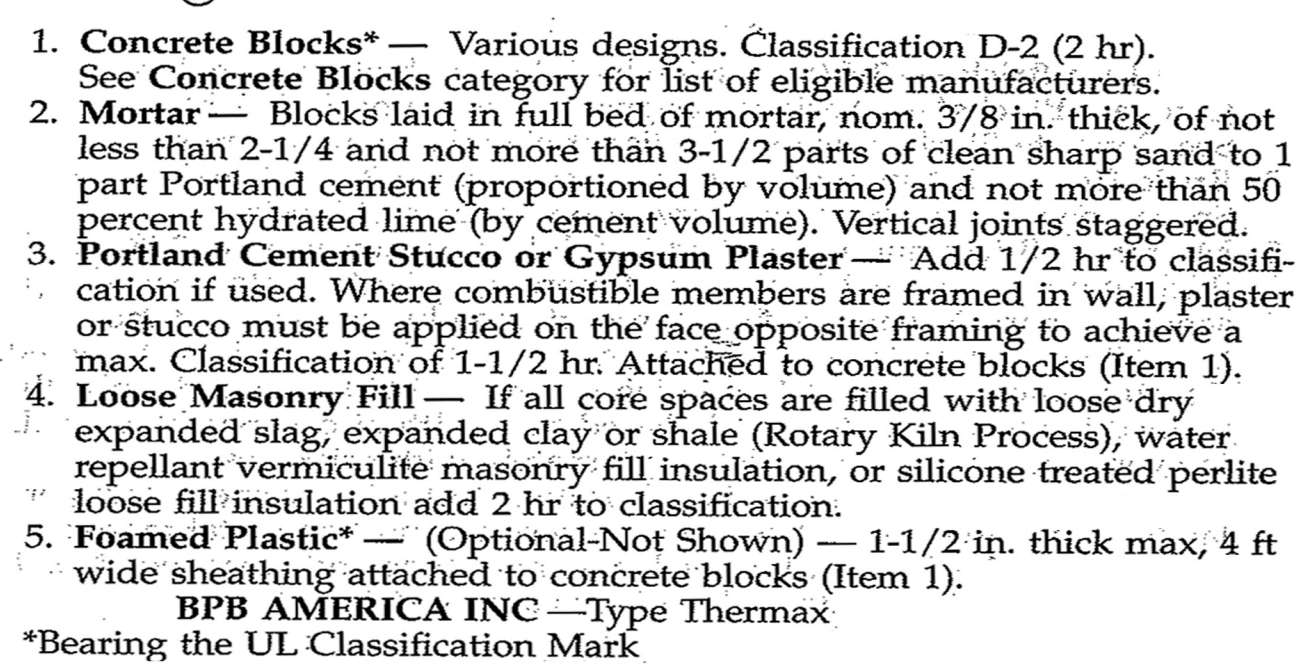 1. Concrete Blocks* — Various designs. Classification D-2 (2 hr).
See Concrete Blocks category for list of eligible manufacturers.
2. Mortar — Blocks laid in full bed of mortar, nom. 3/8 in. thick, of not
less than 2-1/4 and not more than 3-1/2 parts of clean sharp sand to 1
part Portland cement (proportioned by volume) and not more than 50
percent hydrated lime (by cement volume). Vertical joints staggered.
3. Portland Cement Stucco or Gypsum Plaster — Add 1/2 hr to classifi-
cation if used. Where combustible members are framed in wall, plaster
or stucco must be applied on the face opposite framing to achieve a
max. Classification of 1-1/2 hr. Attached to concrete blocks (Item 1).
4. Loose Masonry Fill — If all core spaces are filled with loose dry
expanded slag, expanded clay or shale (Rotary Kiln Process), water
repellant vermiculite masonry fill insulation, or silicone treated perlite
loose fill insulation add 2 hr to classification.
5. Foamed Plastic* — (Optional-Not Shown) — 1-1/2 in. thick max, 4 ft
wide sheathing attached to concrete blocks (Item 1).
BPB AMERICA INC —Type Thermax
*Bearing the UL Classification Mark